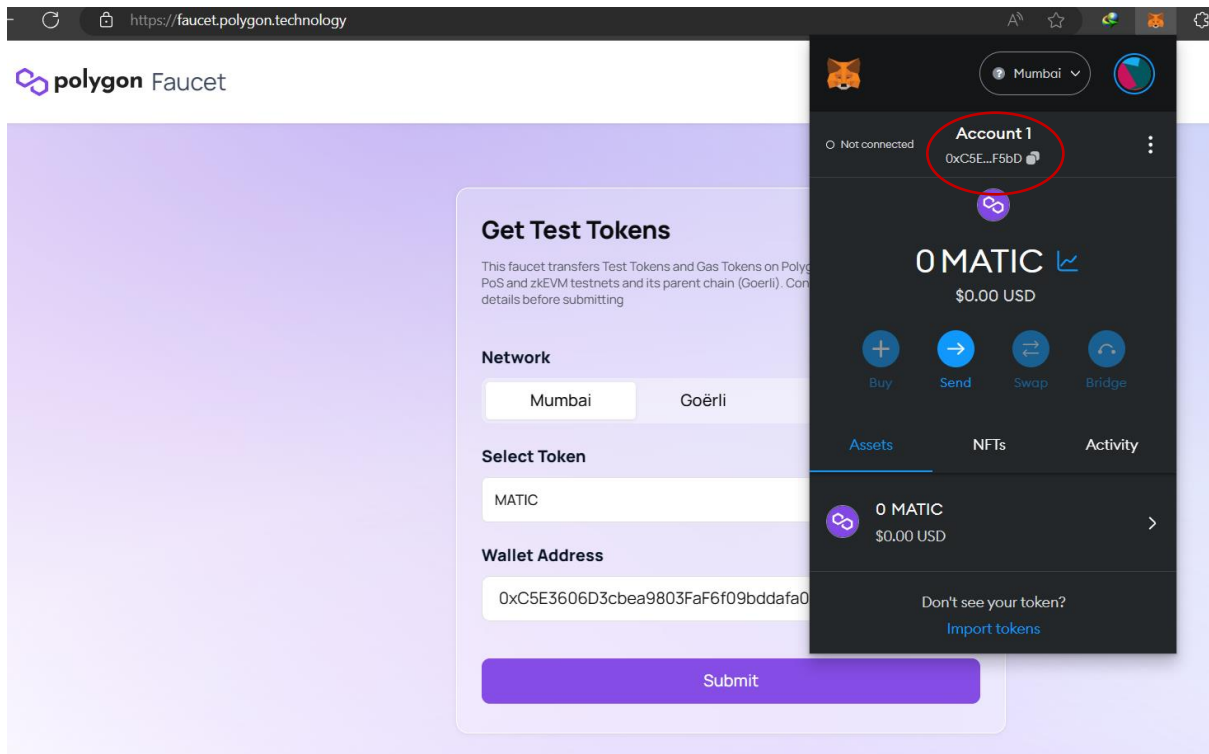 https://faucet.polygon.technology
polygon Faucet
Get Test Tokens
This faucet transfers Test Tokens and Gas Tokens on
PoS and zkEVM testnets and its parent chain (Goerli).
details before submitting
Network
Mumbai Goërli
Select Token
MATIC
Wallet Address
0xC5E3606D3cbea9803FaF6f09bddafa0
Submit
Mumbai
Not connected
Account 1
0xC5E...F5bD
0 MATIC
$0.00 USD
Buy Send Swap Bridge
Assets NFTs Activity
0 MATIC
$0.00 USD
Don't see your token?
Import tokens